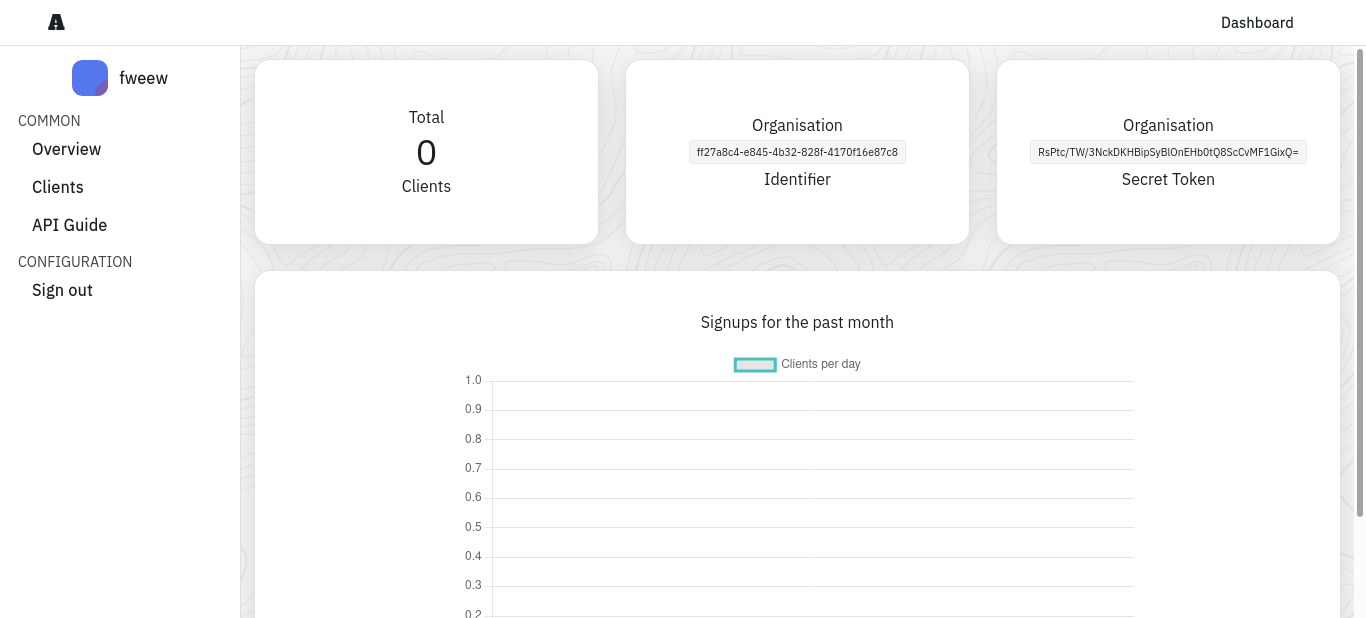 A
Dashboard
fweew
COMMON
Overview
Clients
API Guide
CONFIGURATION
Sign out
Total
0
Clients
Organisation
ff27a8c4-e845-4b32-828f-4170f16e87c8
Identifier
Organisation
RsPtc/TW/3NckDKHBipSyBlOnEHb0tQ8ScCvMF1GixQ=
Secret Token
Signups for the past month
Clients per day
1.0
0.9
0.8
0.7
0.6
0.5
0.4
0.3
0.2